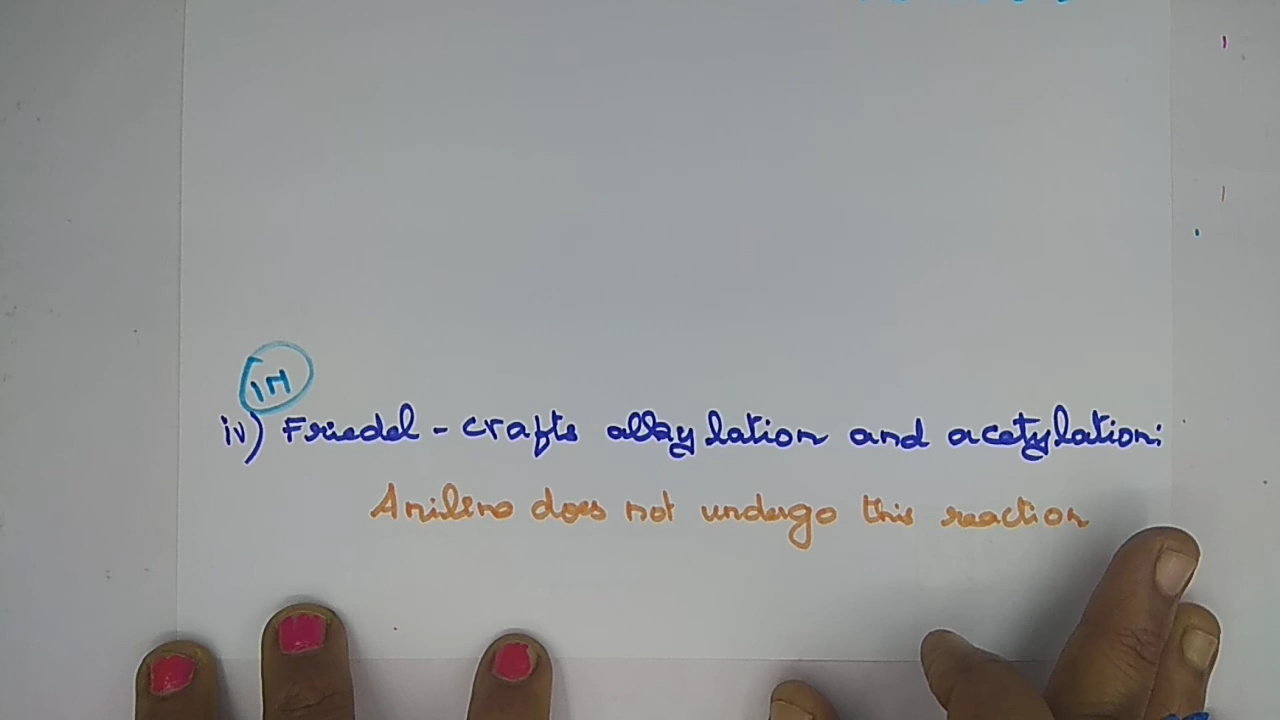 1M
iv) Friedel - crafts alkylation and acetylation:
Aniline does not undergo this reaction